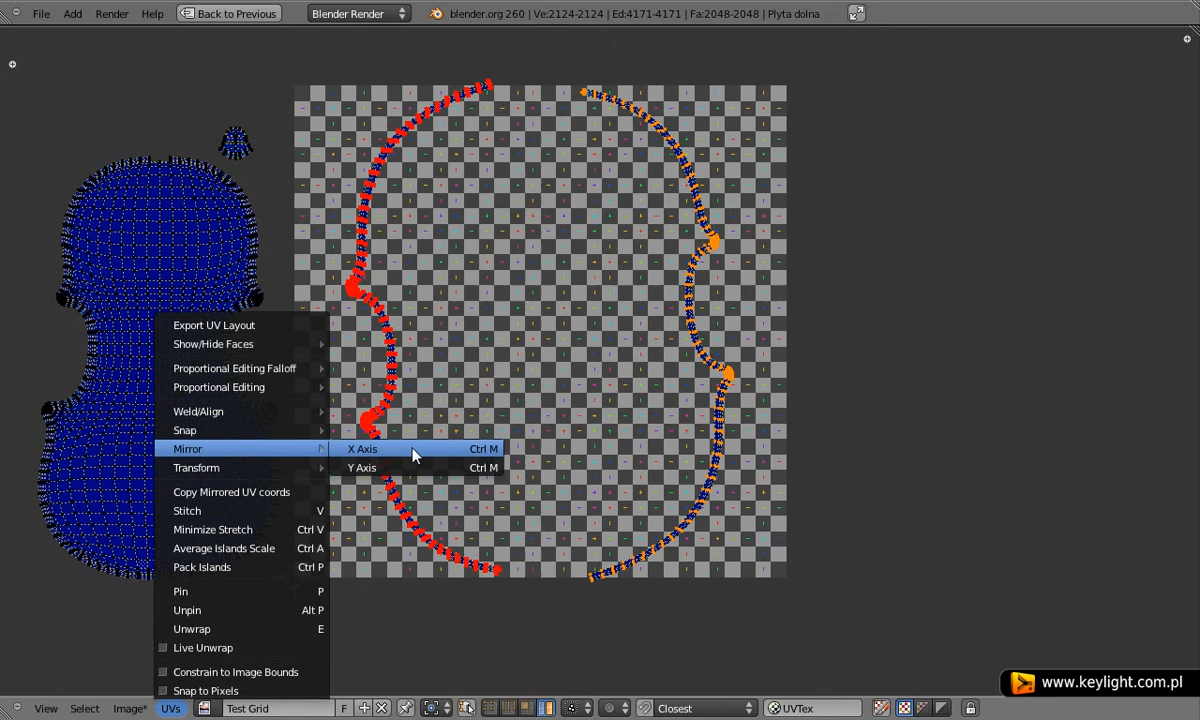 File Add Render Help Back to Previous Blender Render blender.org 260 | Ve:2124-2124 | Ed:4171-4171 | Fa:2048-2048 | Plyta dolna
Export UV Layout
Show/Hide Faces
Proportional Editing Falloff
Proportional Editing
Weld/Align
Snap
Mirror X Axis Ctrl M
Transform Y Axis Ctrl M
Copy Mirrored UV coords
Stitch V
Minimize Stretch Ctrl V
Average Islands Scale Ctrl A
Pack Islands Ctrl P
Pin P
Unpin Alt P
Unwrap E
Live Unwrap
Constrain to Image Bounds
www.keylight.com.pl
Snap to Pixels
View Select Image* UVs Test Grid F Closest UVTex